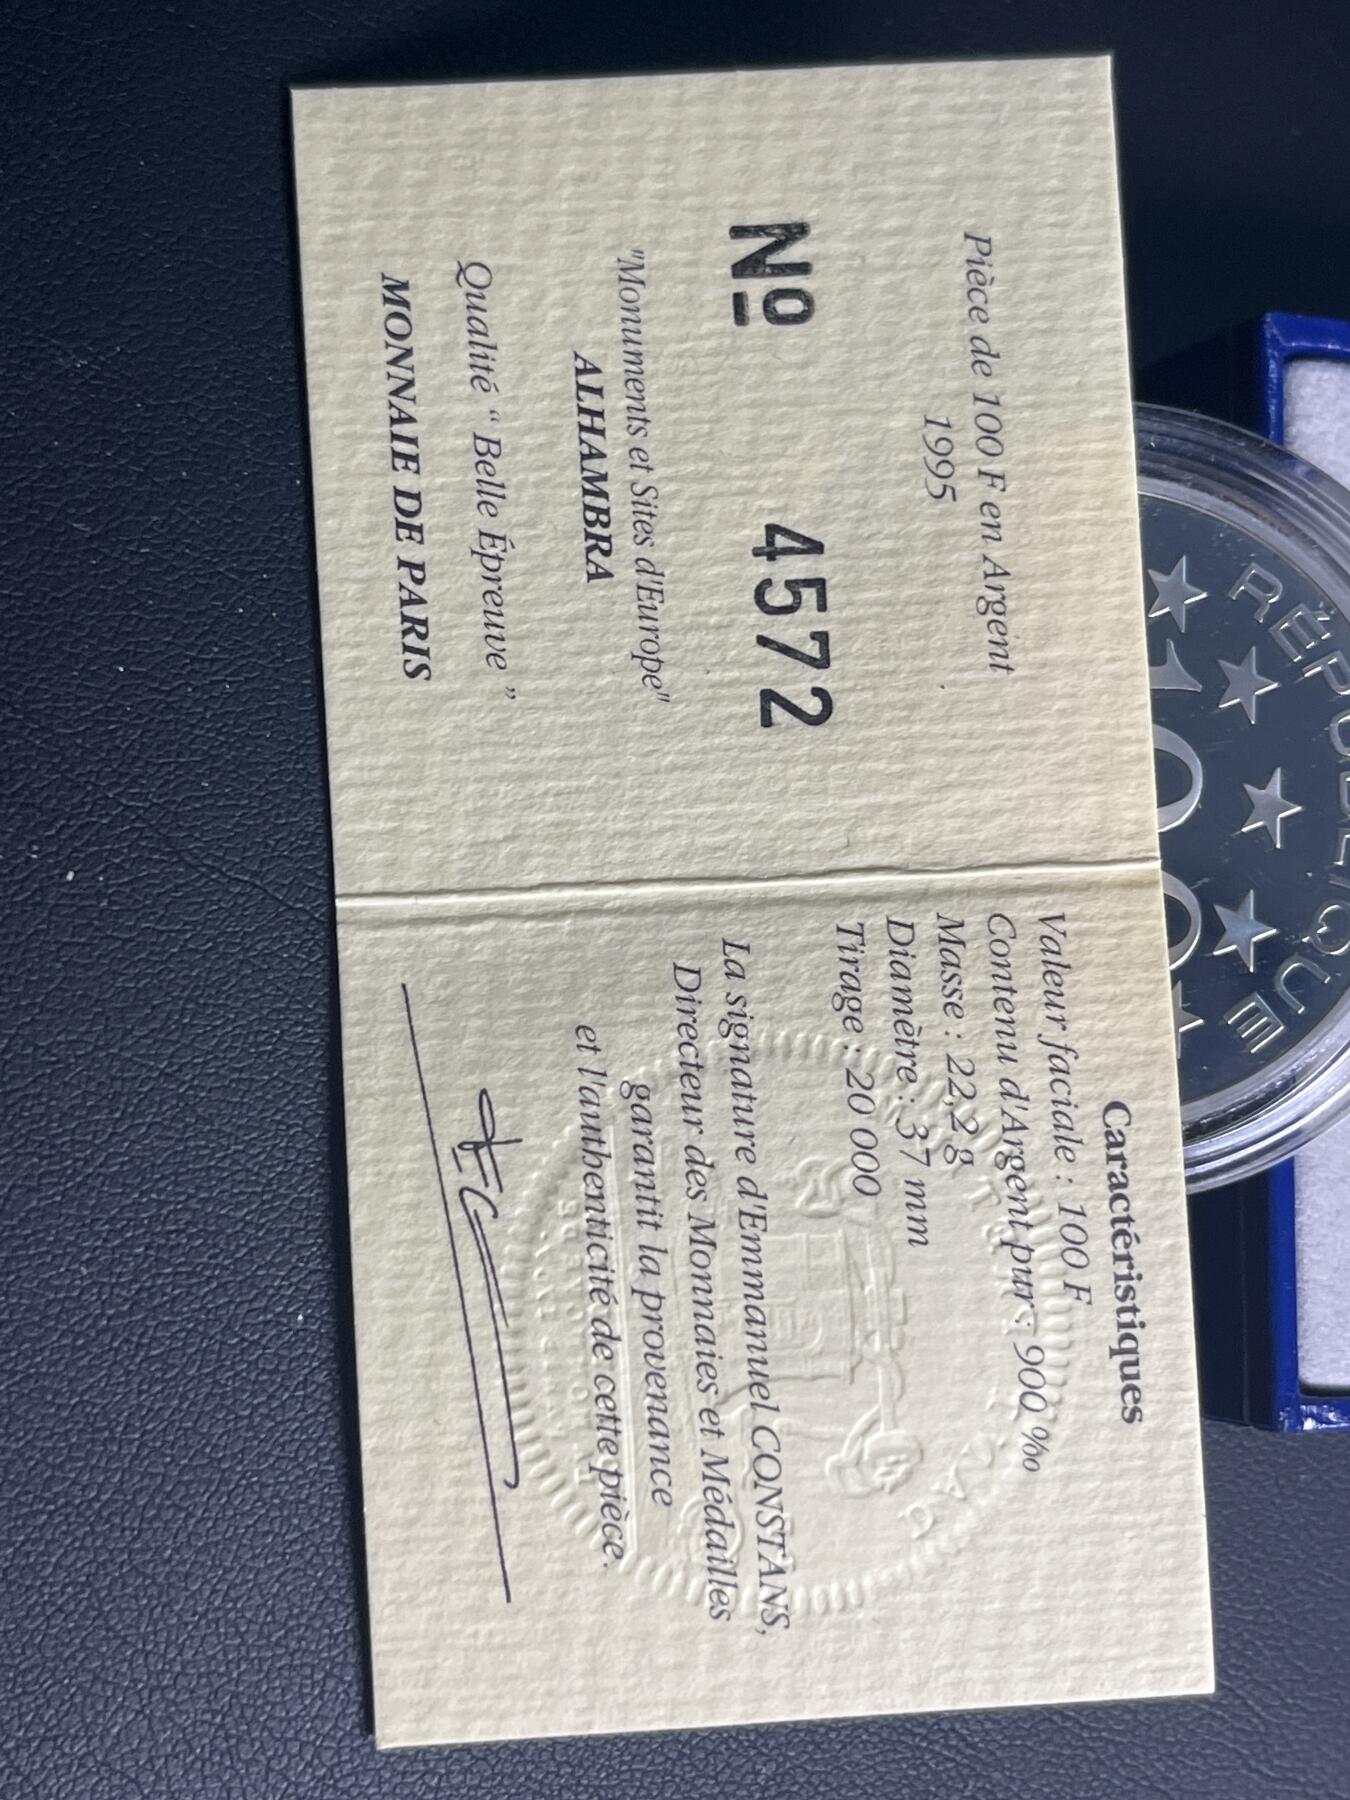 Pièce de 100 F en Argent
1995
Nº 4572
"Monuments et Sites d'Europe"
ALHAMBRA
Qualité “ Belle Épreuve ”
MONNAIE DE PARIS
Caractéristiques
Valeur faciale : 100 F
Contenu d'Argent pur : 900 ‰
Masse : 22,2 g
Diamètre : 37 mm
Tirage : 20 000
La signature d'Emmanuel CONSTANS,
Directeur des Monnaies et Médailles
garantit la provenance
et l'authenticité de cette pièce.
RÉPUBLIQUE
100